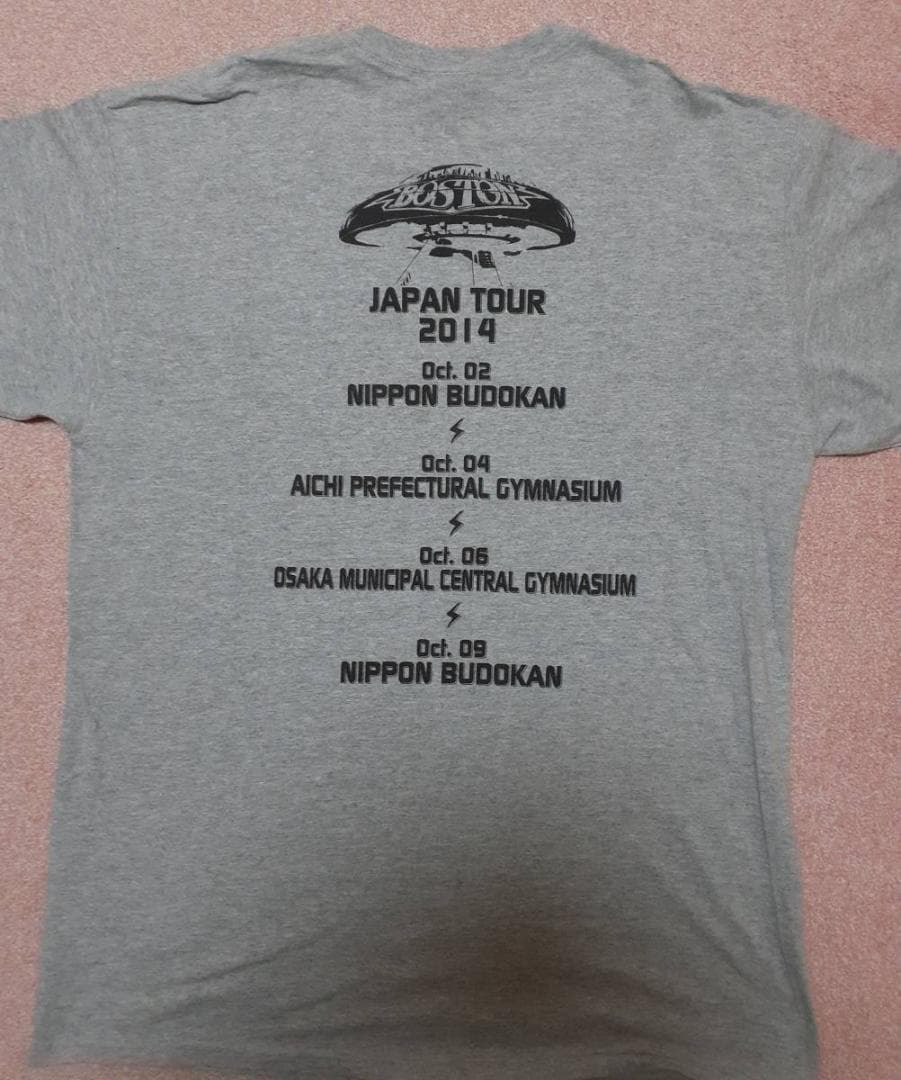 BOSTON
JAPAN TOUR
2014
Oct. 02
NIPPON BUDOKAN
Oct. 04
AICHI PREFECTURAL GYMNASIUM
Oct. 06
OSAKA MUNICIPAL CENTRAL GYMNASIUM
Oct. 09
NIPPON BUDOKAN